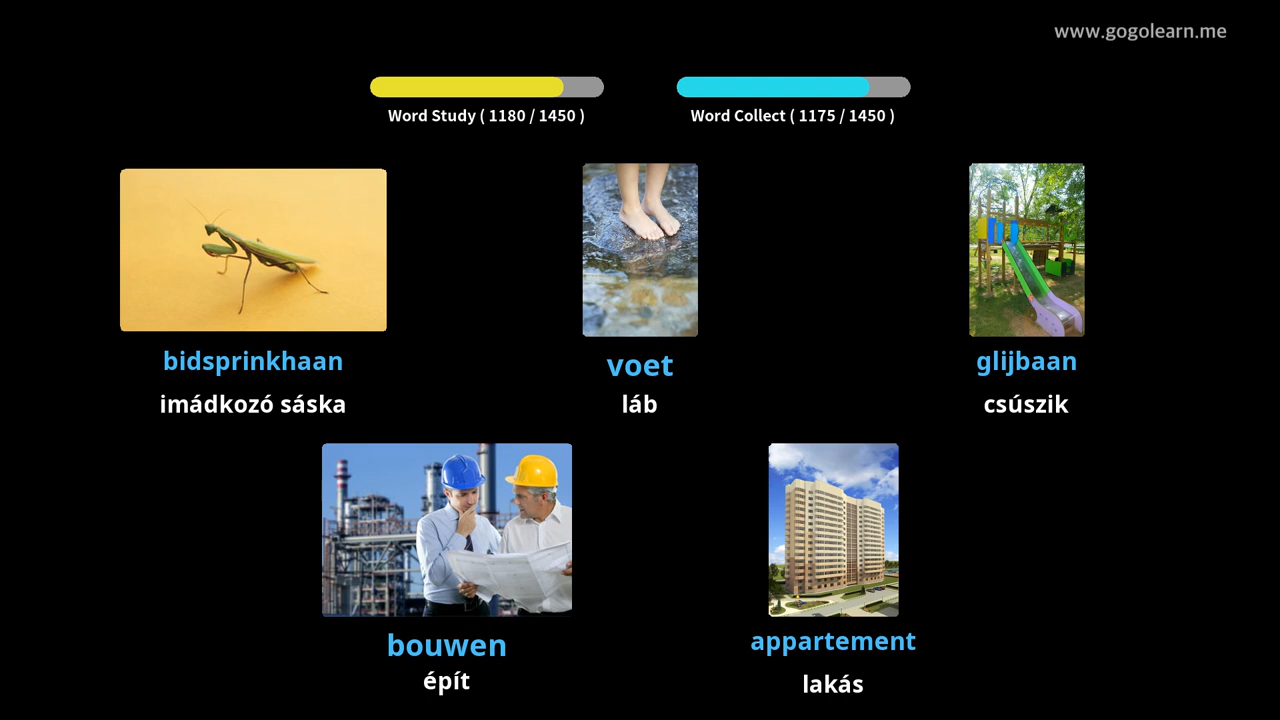 www.gogolearn.me
Word Study ( 1180 / 1450 )
Word Collect ( 1175 / 1450 )
bidsprinkhaan
imádkozó sáska
voet
láb
glijbaan
csúszik
bouwen
épít
appartement
lakás